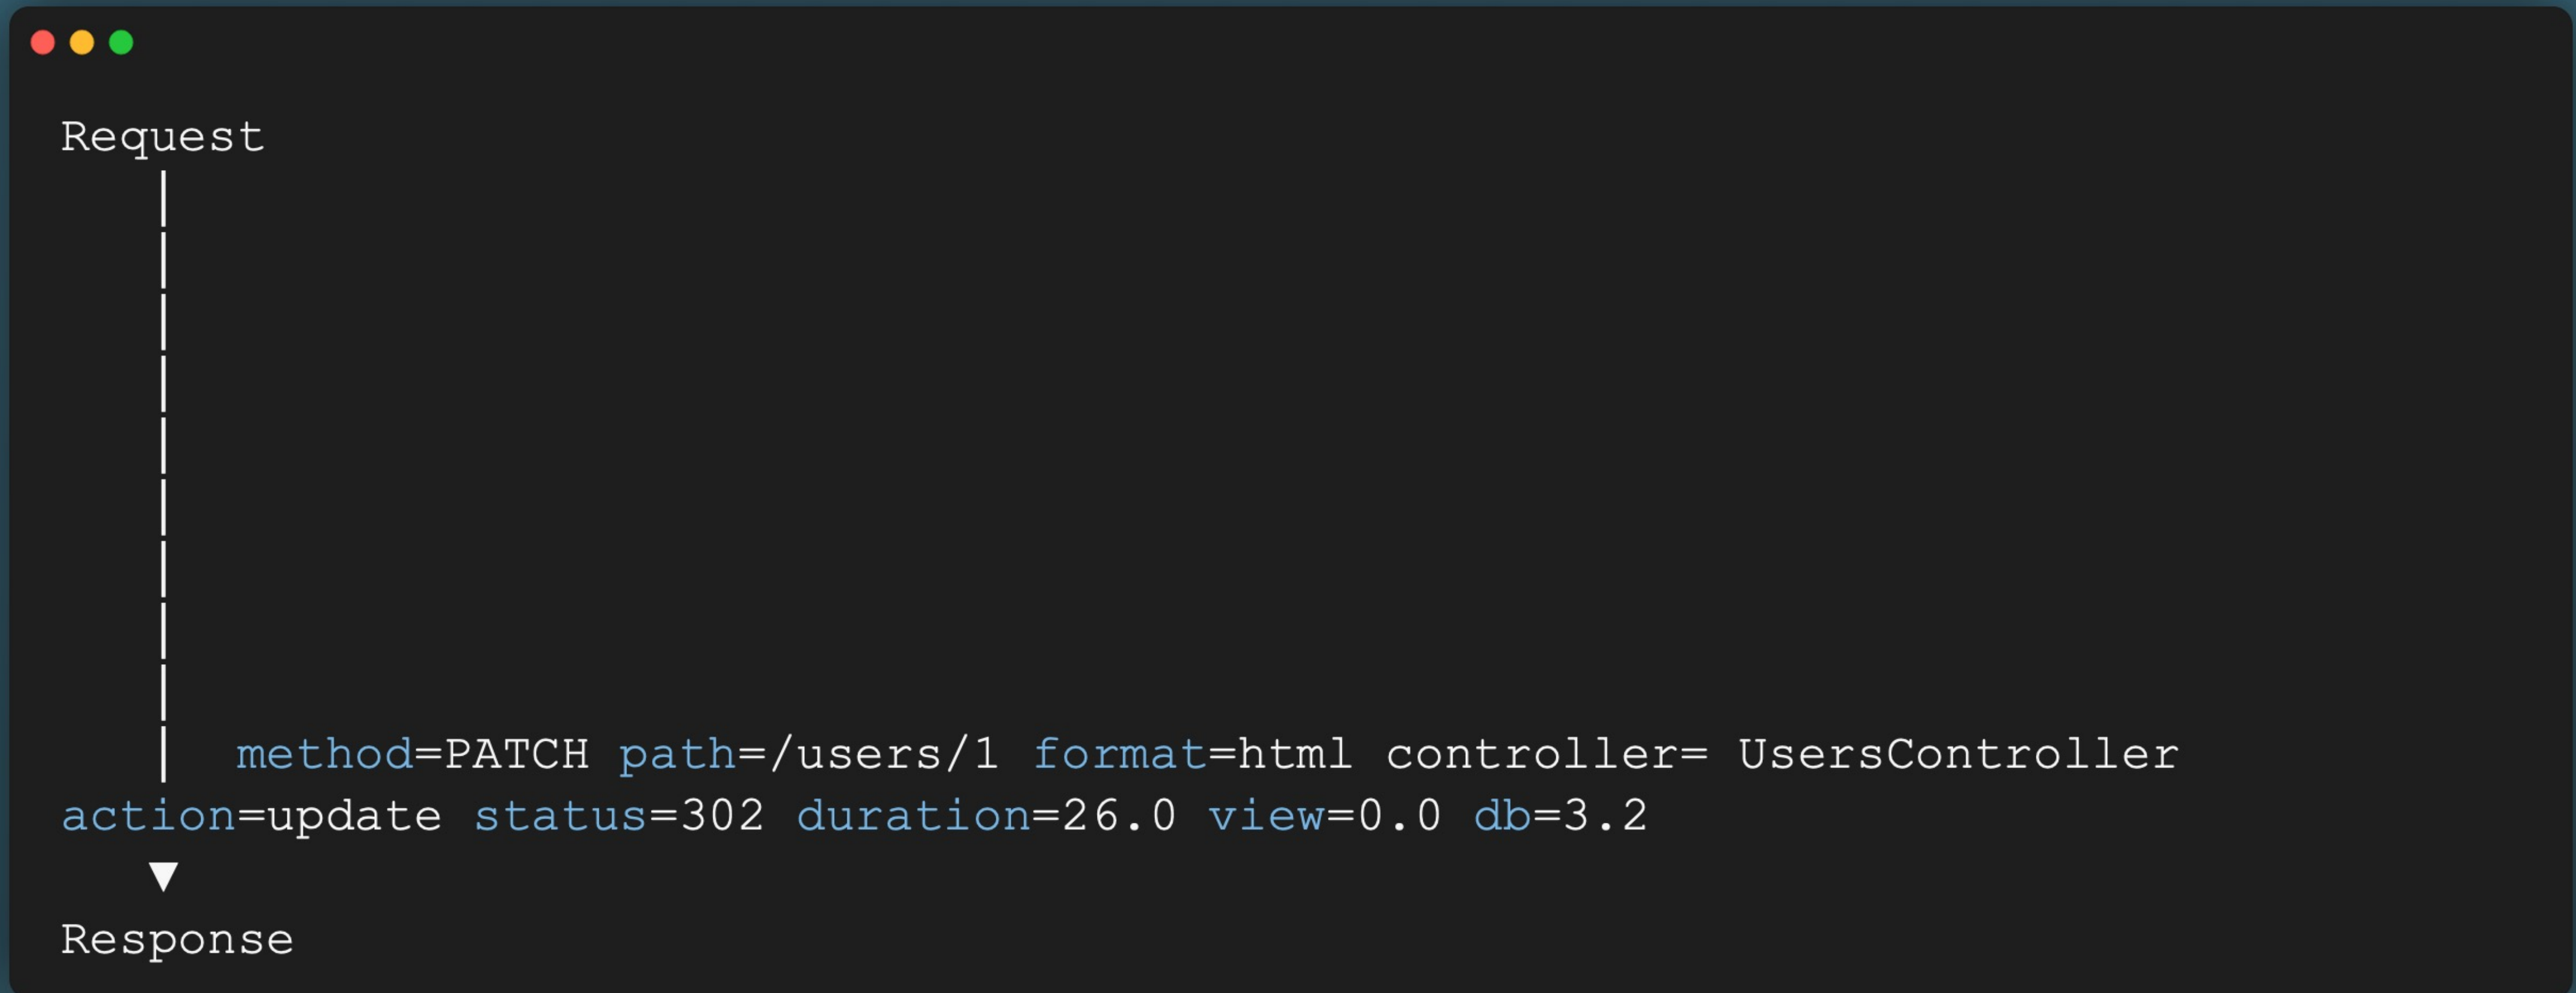 Request
|
|
|
|
|
|
|
|
|
| method=PATCH path=/users/1 format=html controller= UsersController
action=update status=302 duration=26.0 view=0.0 db=3.2
▼
Response